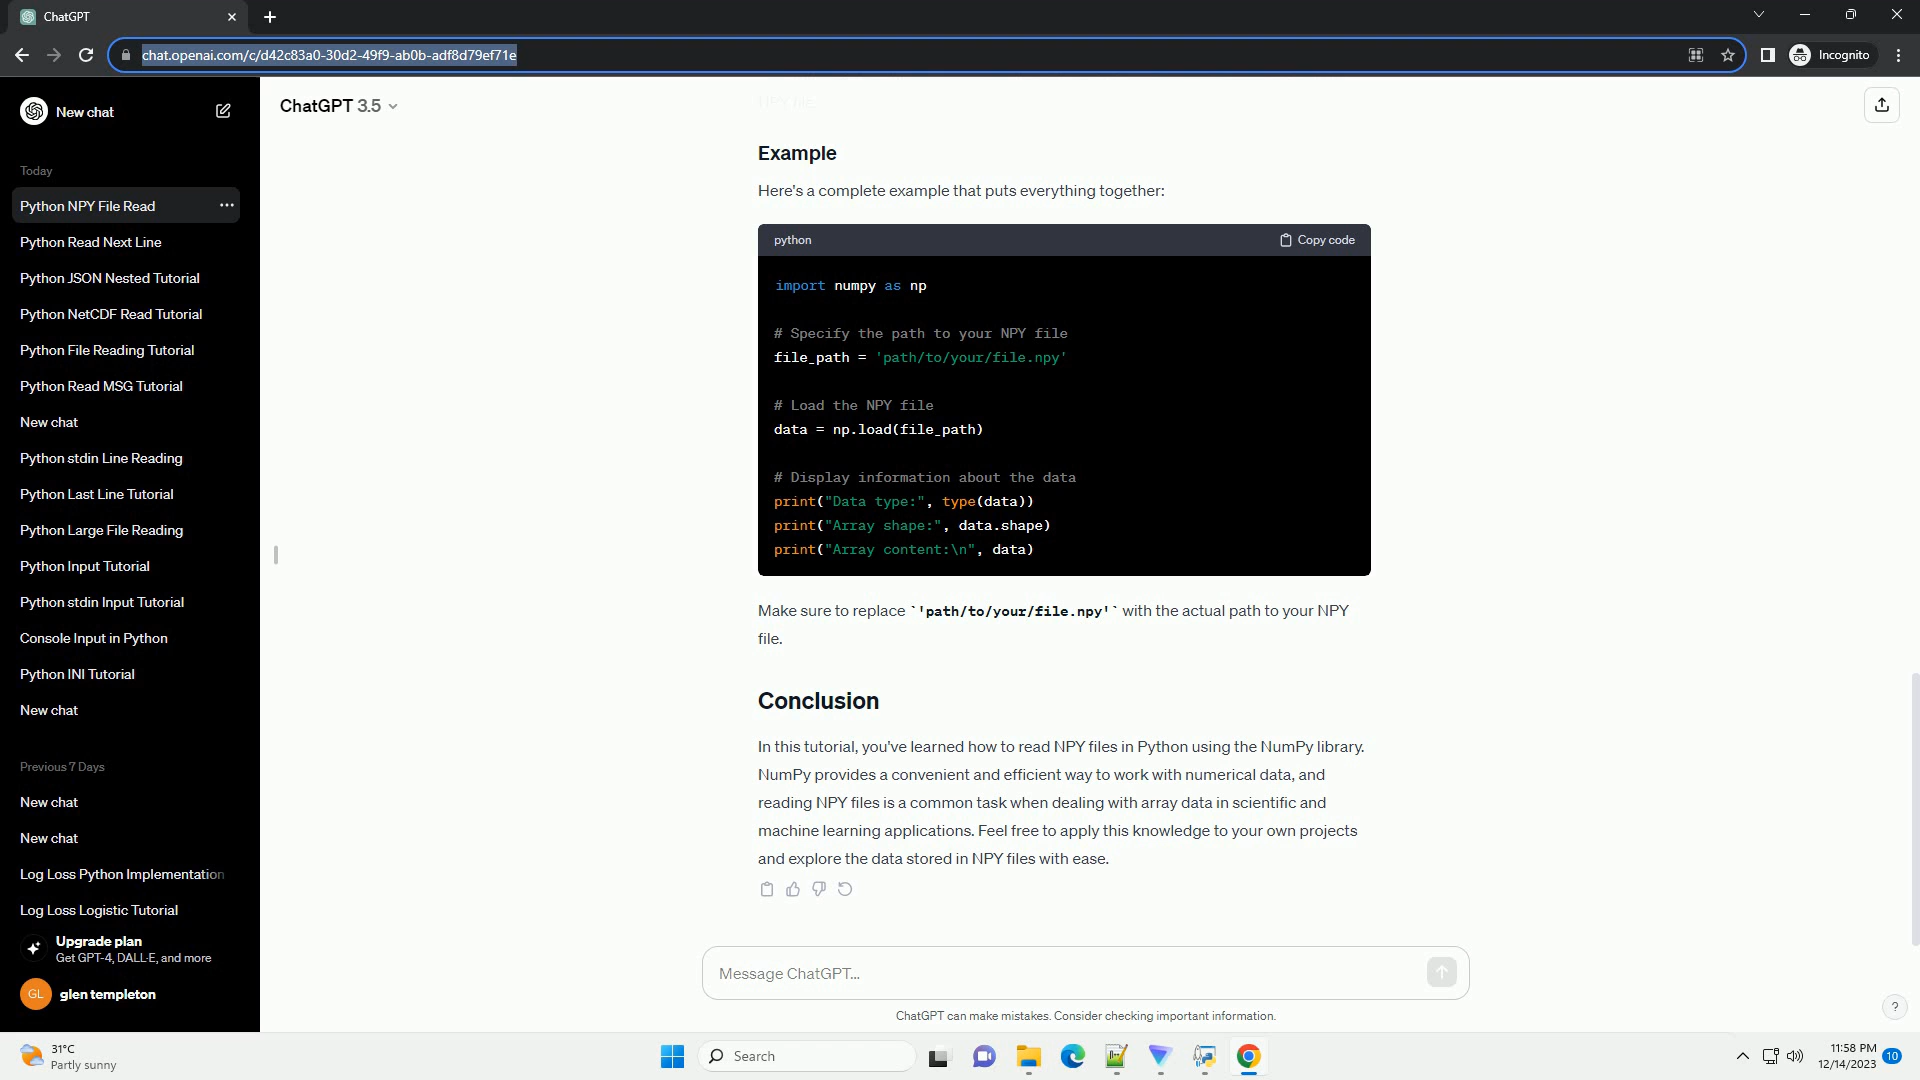 ChatGPT
chat.openai.com/c/d42c83a0-30d2-49f9-ab0b-adf8d79ef71e
Incognito
New chat
Today
Python NPY File Read
Python Read Next Line
Python JSON Nested Tutorial
Python NetCDF Read Tutorial
Python File Reading Tutorial
Python Read MSG Tutorial
New chat
Python stdin Line Reading
Python Last Line Tutorial
Python Large File Reading
Python Input Tutorial
Python stdin Input Tutorial
Console Input in Python
Python INI Tutorial
New chat
Previous 7 Days
New chat
New chat
Log Loss Python Implementation
Log Loss Logistic Tutorial
Upgrade plan
Get GPT-4, DALL·E, and more
GL
glen templeton
ChatGPT 3.5
Example
Here's a complete example that puts everything together:
python
Copy code
import numpy as np
# Specify the path to your NPY file
file_path = 'path/to/your/file.npy'
# Load the NPY file
data = np.load(file_path)
# Display information about the data
print("Data type:", type(data))
print("Array shape:", data.shape)
print("Array content:\n", data)
Make sure to replace `'path/to/your/file.npy'` with the actual path to your NPY
file.
Conclusion
In this tutorial, you've learned how to read NPY files in Python using the NumPy library.
NumPy provides a convenient and efficient way to work with numerical data, and
reading NPY files is a common task when dealing with array data in scientific and
machine learning applications. Feel free to apply this knowledge to your own projects
and explore the data stored in NPY files with ease.
Message ChatGPT...
ChatGPT can make mistakes. Consider checking important information.
?
31°C
Partly sunny
Search
11:58 PM
12/14/2023
10